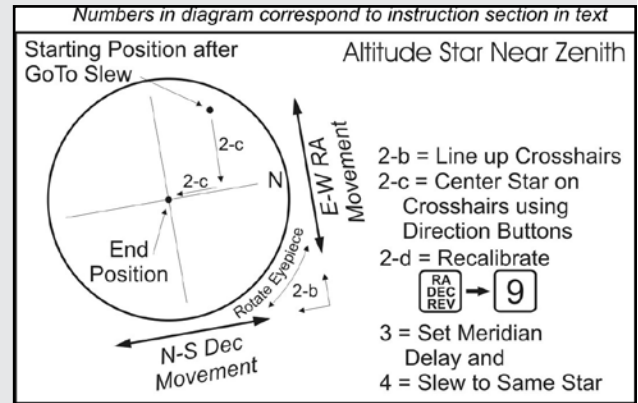 Numbers in diagram correspond to instruction section in text
Starting Position after
GoTo Slew
Altitude Star Near Zenith
2-c
2-c
N
End
Position
E-W RA
Movement
Rotate Eyepiece
2-b
N-S Dec
Movement
2-b = Line up Crosshairs
2-c = Center Star on
Crosshairs using
Direction Buttons
2-d = Recalibrate
RA
DEC
REV
9
3 = Set Meridian
Delay and
4 = Slew to Same Star